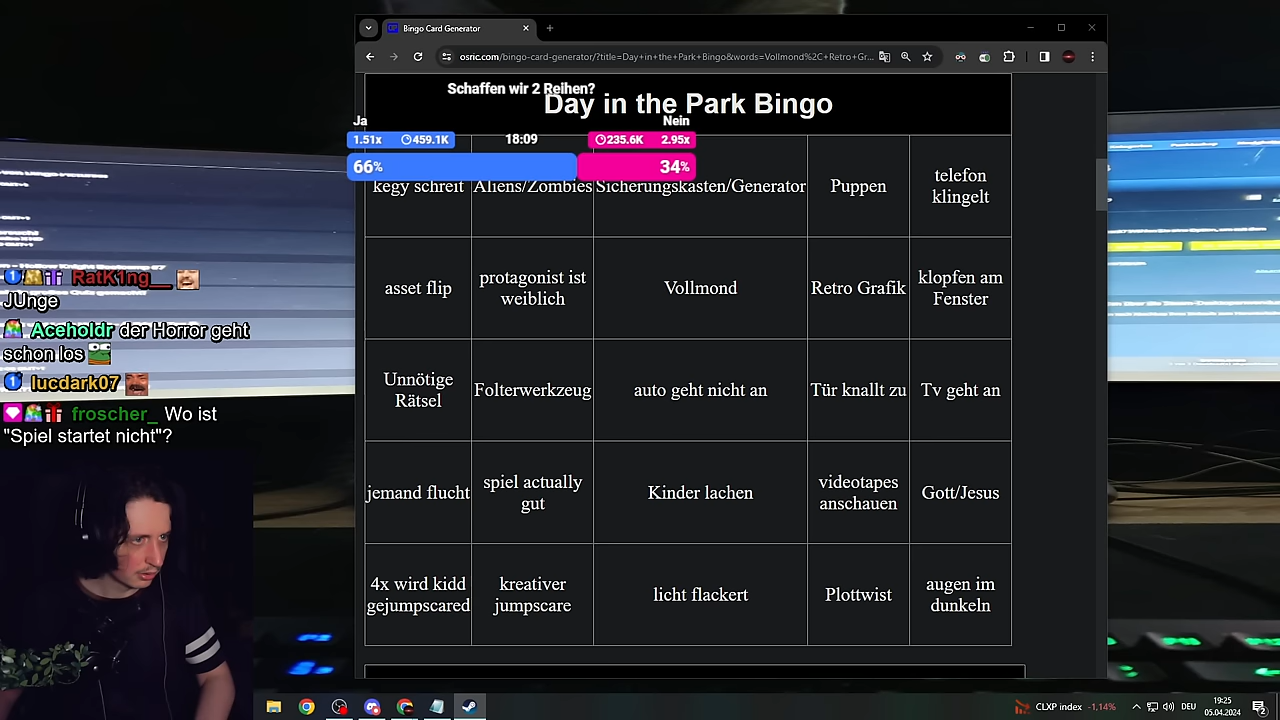 Bingo Card Generator
osric.com/bingo-card-generator/?title=Day+in+the+Park+Bingo&words=Vollmond%2C+Retro+Gr...
Schaffen wir 2 Reihen?
Day in the Park Bingo
Ja
Nein
1.51x
459.1K
18:09
235.6K
2.95x
66%
34%
kegy schreit
Aliens/Zombies
Sicherungskasten/Generator
Puppen
telefon
klingelt
asset flip
protagonist ist
weiblich
Vollmond
Retro Grafik
klopfen am
Fenster
Unnötige
Rätsel
Folterwerkzeug
auto geht nicht an
Tür knallt zu
Tv geht an
jemand flucht
spiel actually
gut
Kinder lachen
videotapes
anschauen
Gott/Jesus
4x wird kidd
gejumpscared
kreativer
jumpscare
licht flackert
Plottwist
augen im
dunkeln
RatK1ng__
JUnge
Aceholdr der Horror geht
schon los
lucdark07
froscher_ Wo ist
"Spiel startet nicht"?
CLXP index -1,14%
DEU
19:25
05.04.2024
2